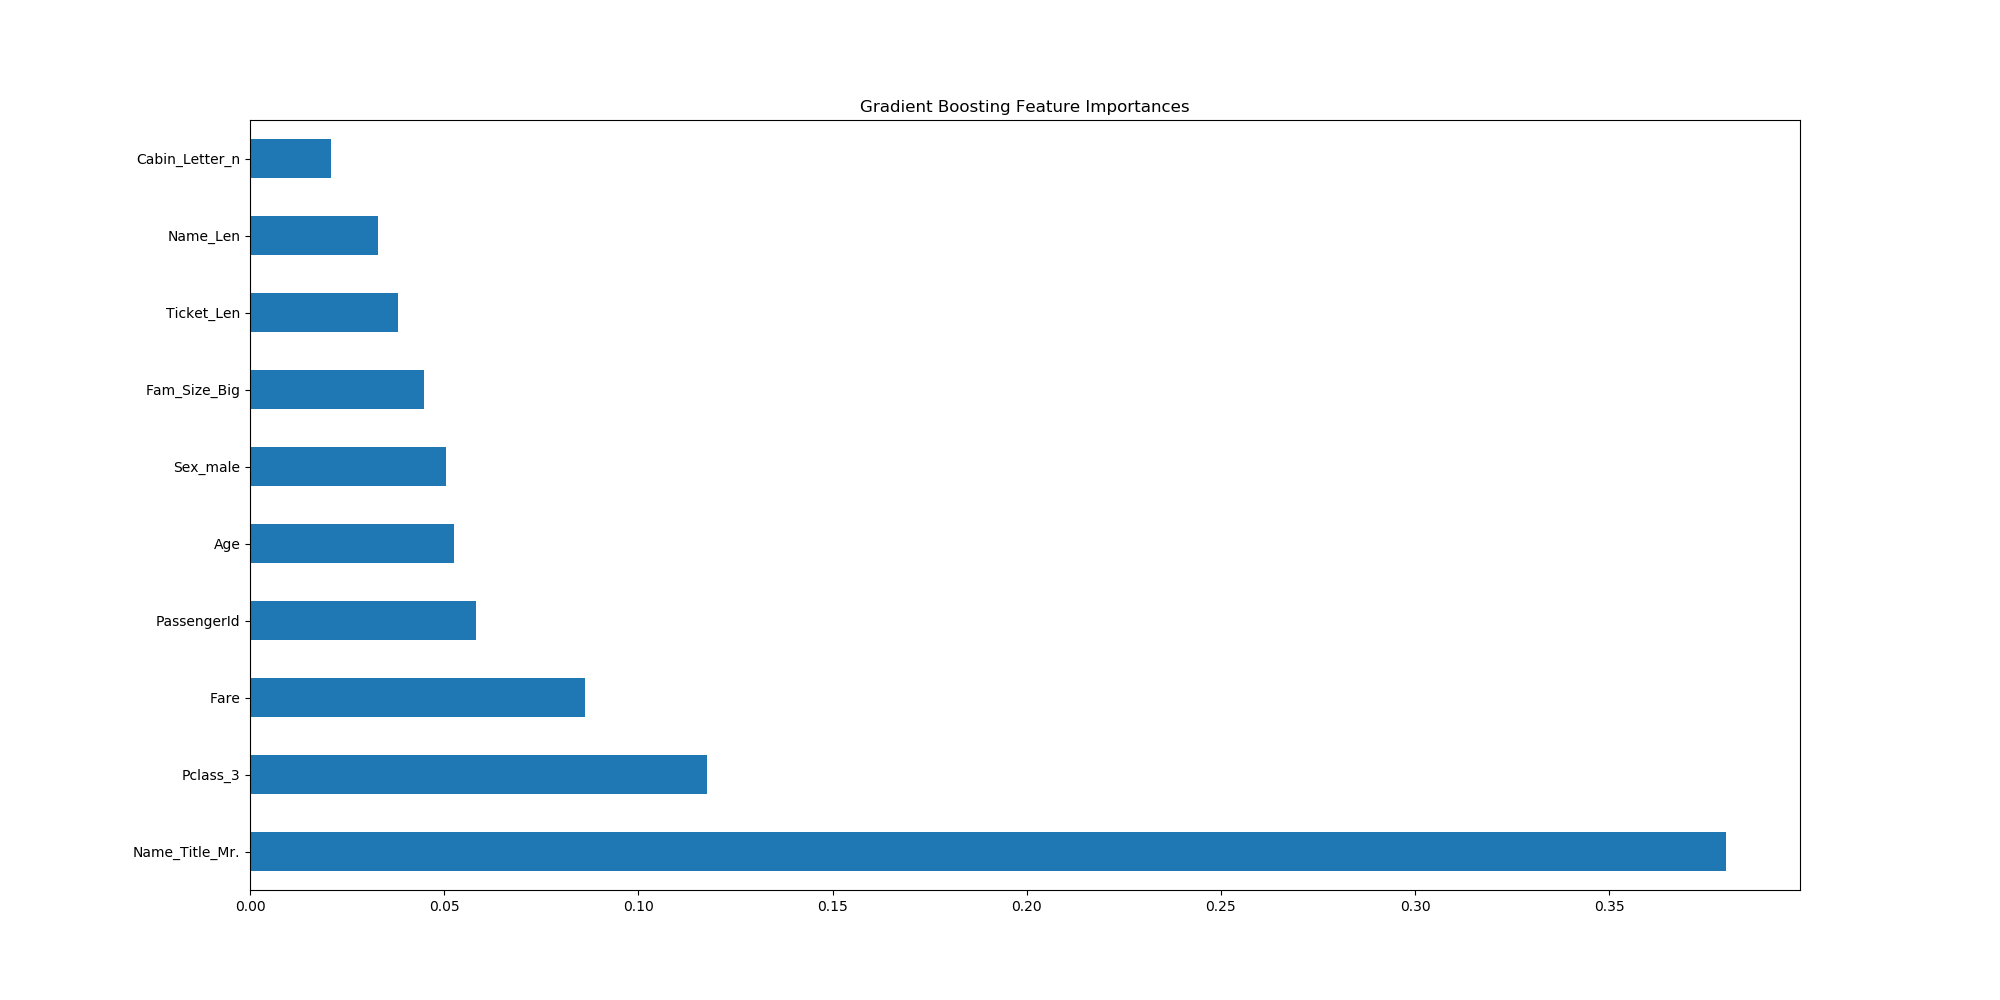 Gradient Boosting Feature Importances
Cabin_Letter_n
Name_Len
Ticket_Len
Fam_Size_Big
Sex_male
Age
PassengerId
Fare
Pclass_3
Name_Title_Mr.
0.00 0.05 0.10 0.15 0.20 0.25 0.30 0.35